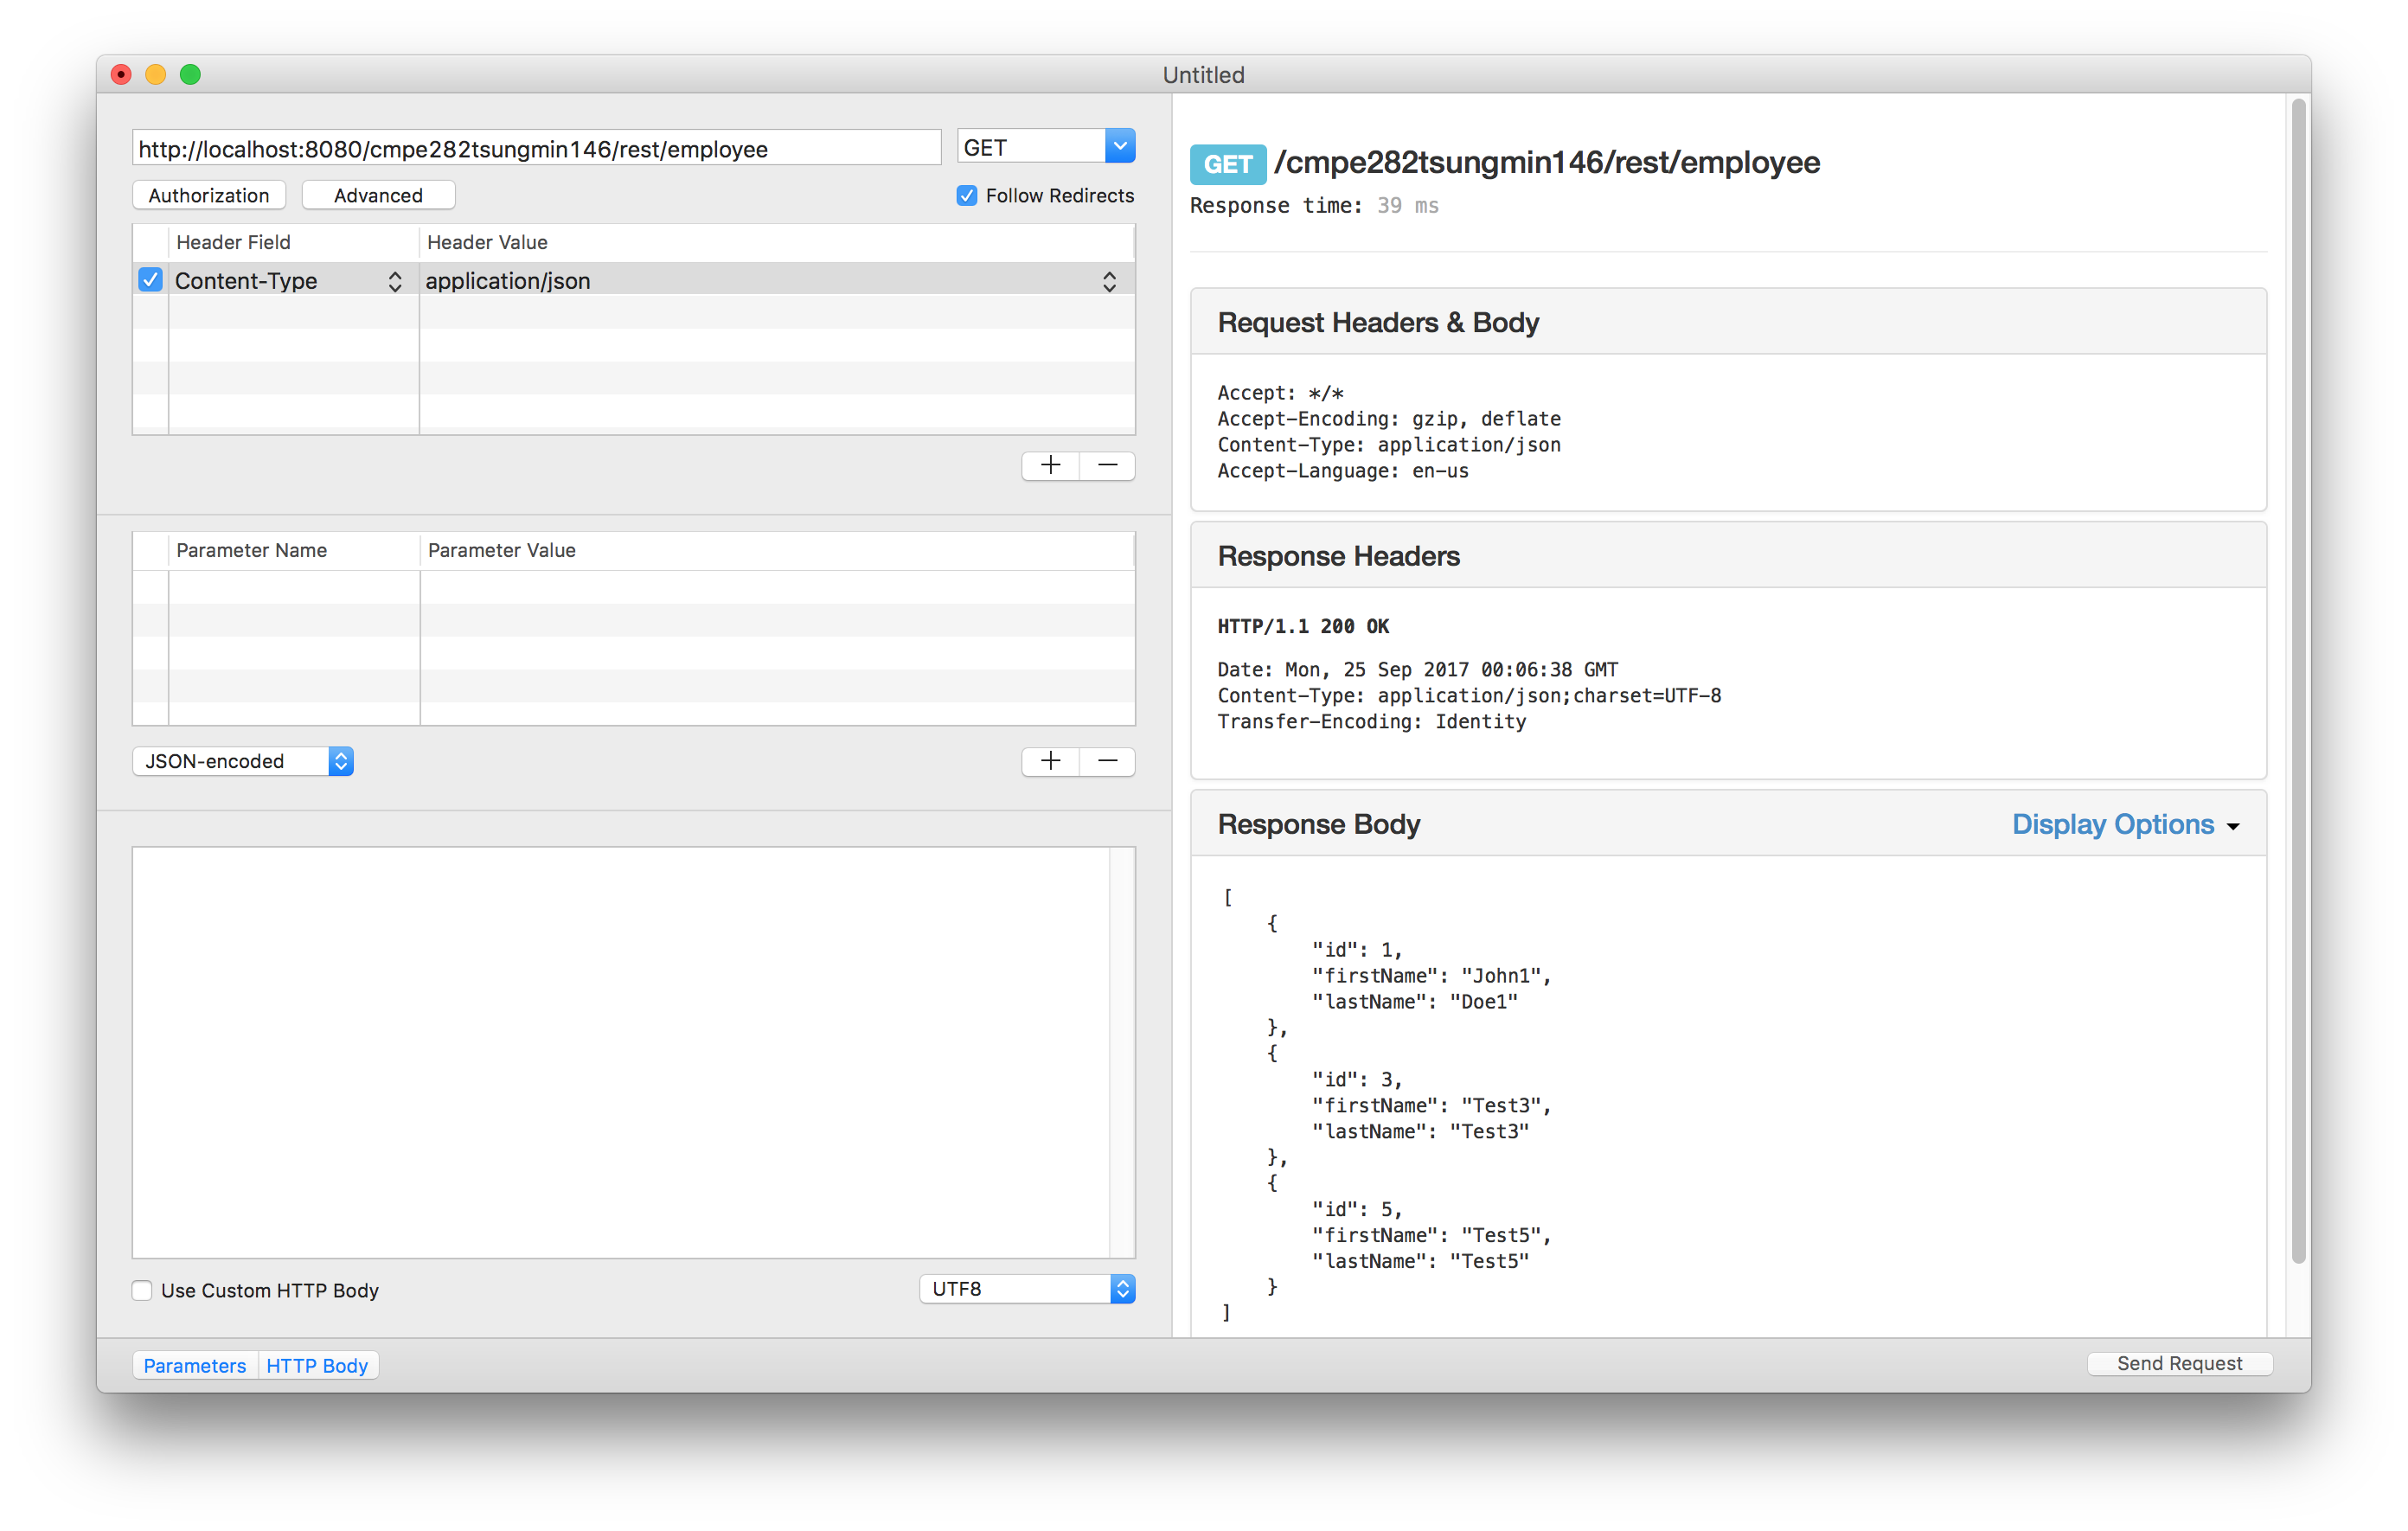 Untitled
http://localhost:8080/cmpe282tsungmin146/rest/employee
GET
Authorization
Advanced
Follow Redirects
Header Field
Header Value
Content-Type
application/json
Parameter Name
Parameter Value
JSON-encoded
Use Custom HTTP Body
UTF8
Parameters
HTTP Body
GET /cmpe282tsungmin146/rest/employee
Response time: 39 ms
Request Headers & Body
Accept: */*
Accept-Encoding: gzip, deflate
Content-Type: application/json
Accept-Language: en-us
Response Headers
HTTP/1.1 200 OK
Date: Mon, 25 Sep 2017 00:06:38 GMT
Content-Type: application/json;charset=UTF-8
Transfer-Encoding: Identity
Response Body
Display Options
[
    {
        "id": 1,
        "firstName": "John1",
        "lastName": "Doe1"
    },
    {
        "id": 3,
        "firstName": "Test3",
        "lastName": "Test3"
    },
    {
        "id": 5,
        "firstName": "Test5",
        "lastName": "Test5"
    }
]
Send Request